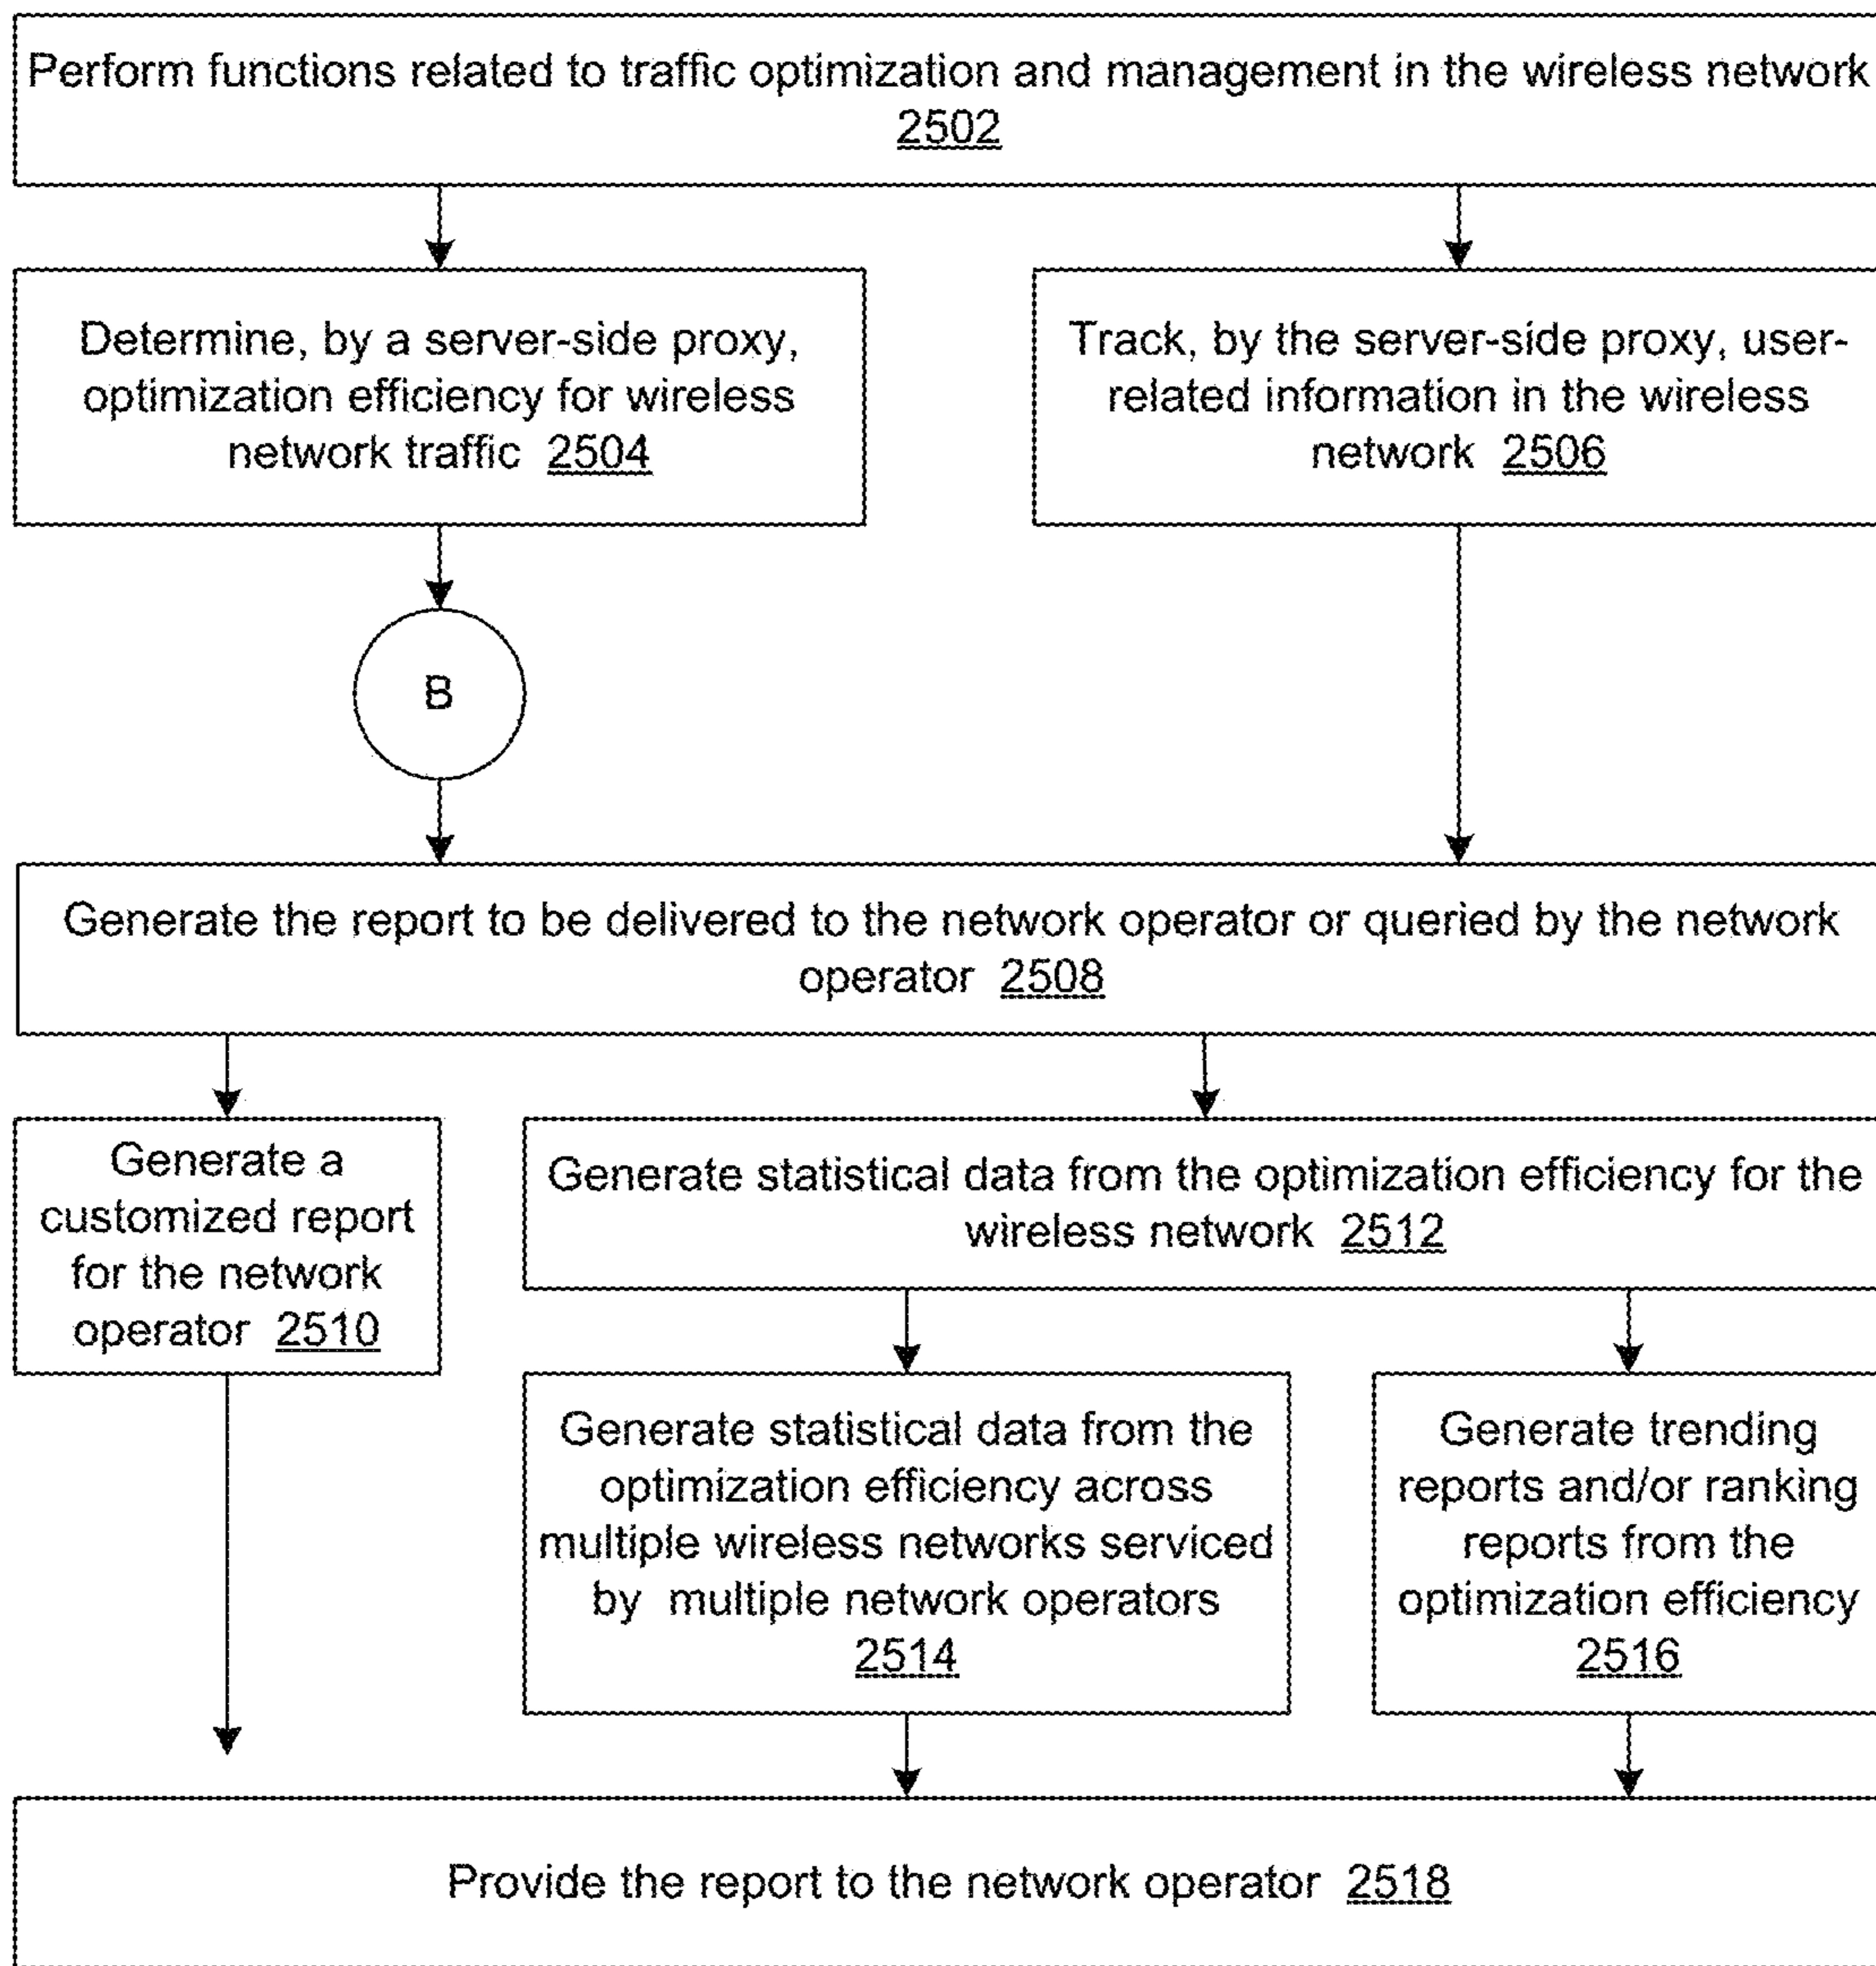 Perform functions related to traffic optimization and management in the wireless network
2502
Determine, by a server-side proxy,
optimization efficiency for wireless
network traffic 2504
Track, by the server-side proxy, user-
related information in the wireless
network 2506
B
Generate the report to be delivered to the network operator or queried by the network
operator 2508
Generate a
customized report
for the network
operator 2510
Generate statistical data from the optimization efficiency for the
wireless network 2512
Generate statistical data from the
optimization efficiency across
multiple wireless networks serviced
by multiple network operators
2514
Generate trending
reports and/or ranking
reports from the
optimization efficiency
2516
Provide the report to the network operator 2518